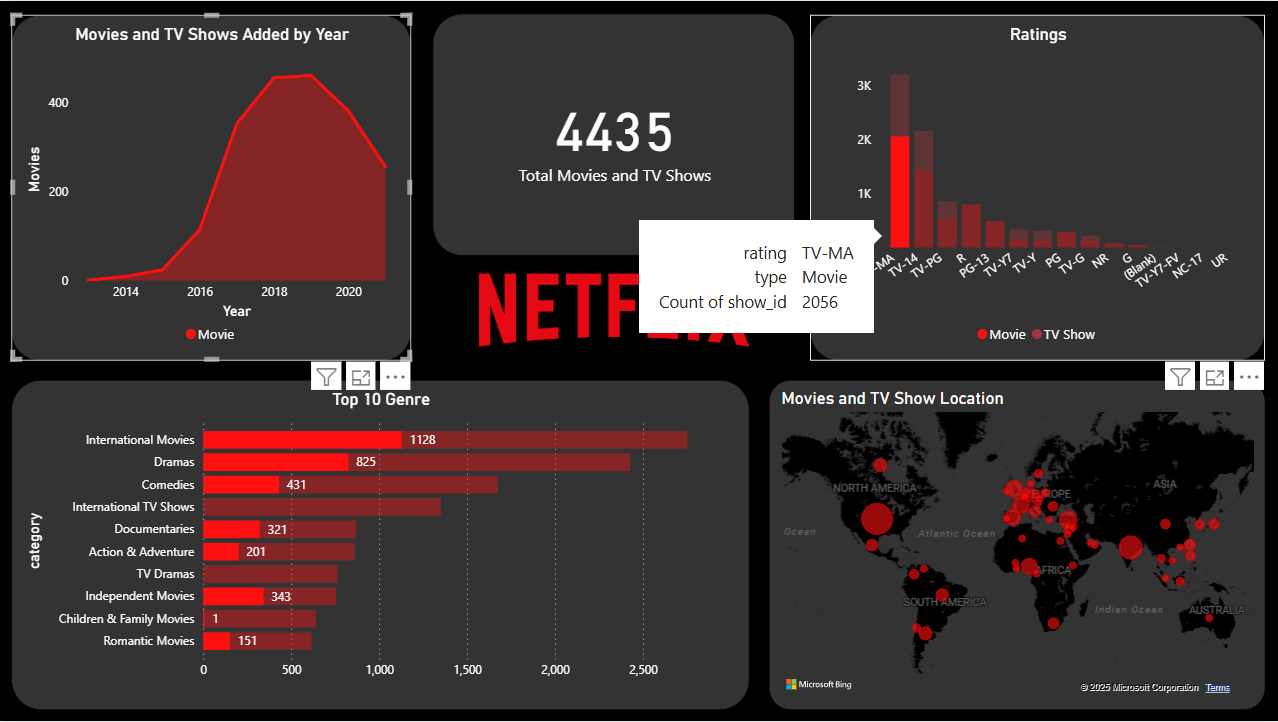 Movies and TV Shows Added by Year
Movies
400
200
0
2014
2016
2018
2020
Year
Movie
4435
Total Movies and TV Shows
Ratings
3K
2K
1K
TV-14
TV-PG
R
PG-13
TV-Y7
TV-Y
PG
TV-G
NR
G
(Blank)
TV-Y7-FV
NC-17
UR
Movie
TV Show
rating TV-MA
type Movie
Count of show_id 2056
Top 10 Genre
category
International Movies 1128
Dramas 825
Comedies 431
International TV Shows
Documentaries 321
Action & Adventure 201
TV Dramas
Independent Movies 343
Children & Family Movies 1
Romantic Movies 151
0
500
1,000
1,500
2,000
2,500
Movies and TV Show Location
NORTH AMERICA
EUROPE
ASIA
Ocean
Atlantic Ocean
AFRICA
SOUTH AMERICA
Indian Ocean
AUSTRALIA
Microsoft Bing
© 2025 Microsoft Corporation Terms